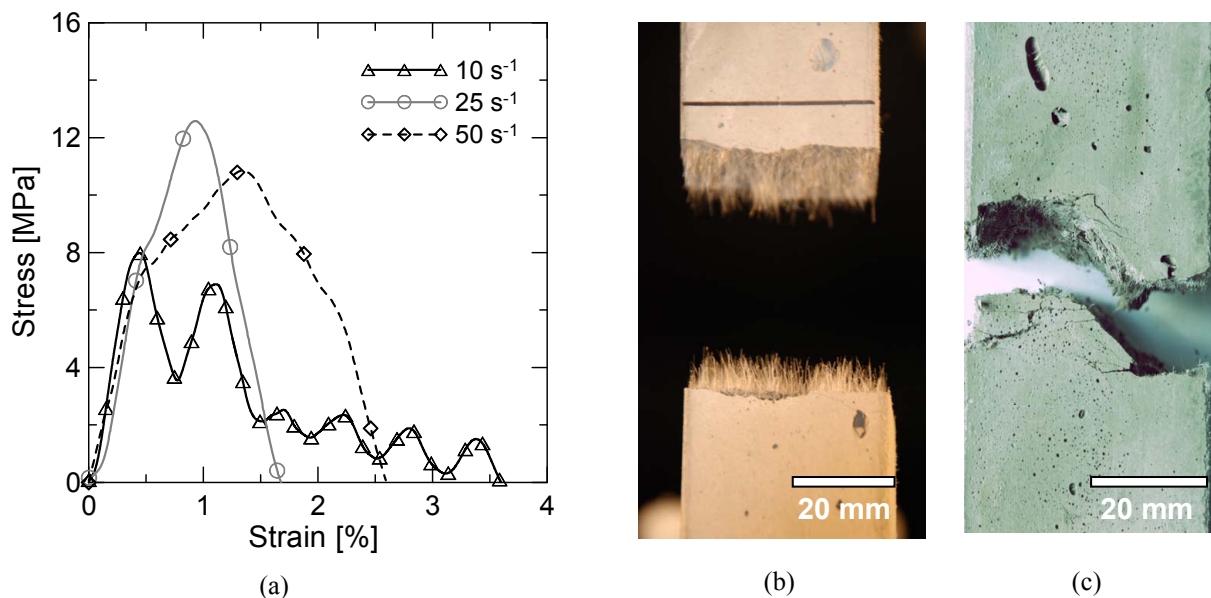 16
12
8
4
0
Stress [MPa]
10 s⁻¹
25 s⁻¹
50 s⁻¹
0 1 2 3 4
Strain [%]
20 mm
20 mm
(a)
(b)
(c)